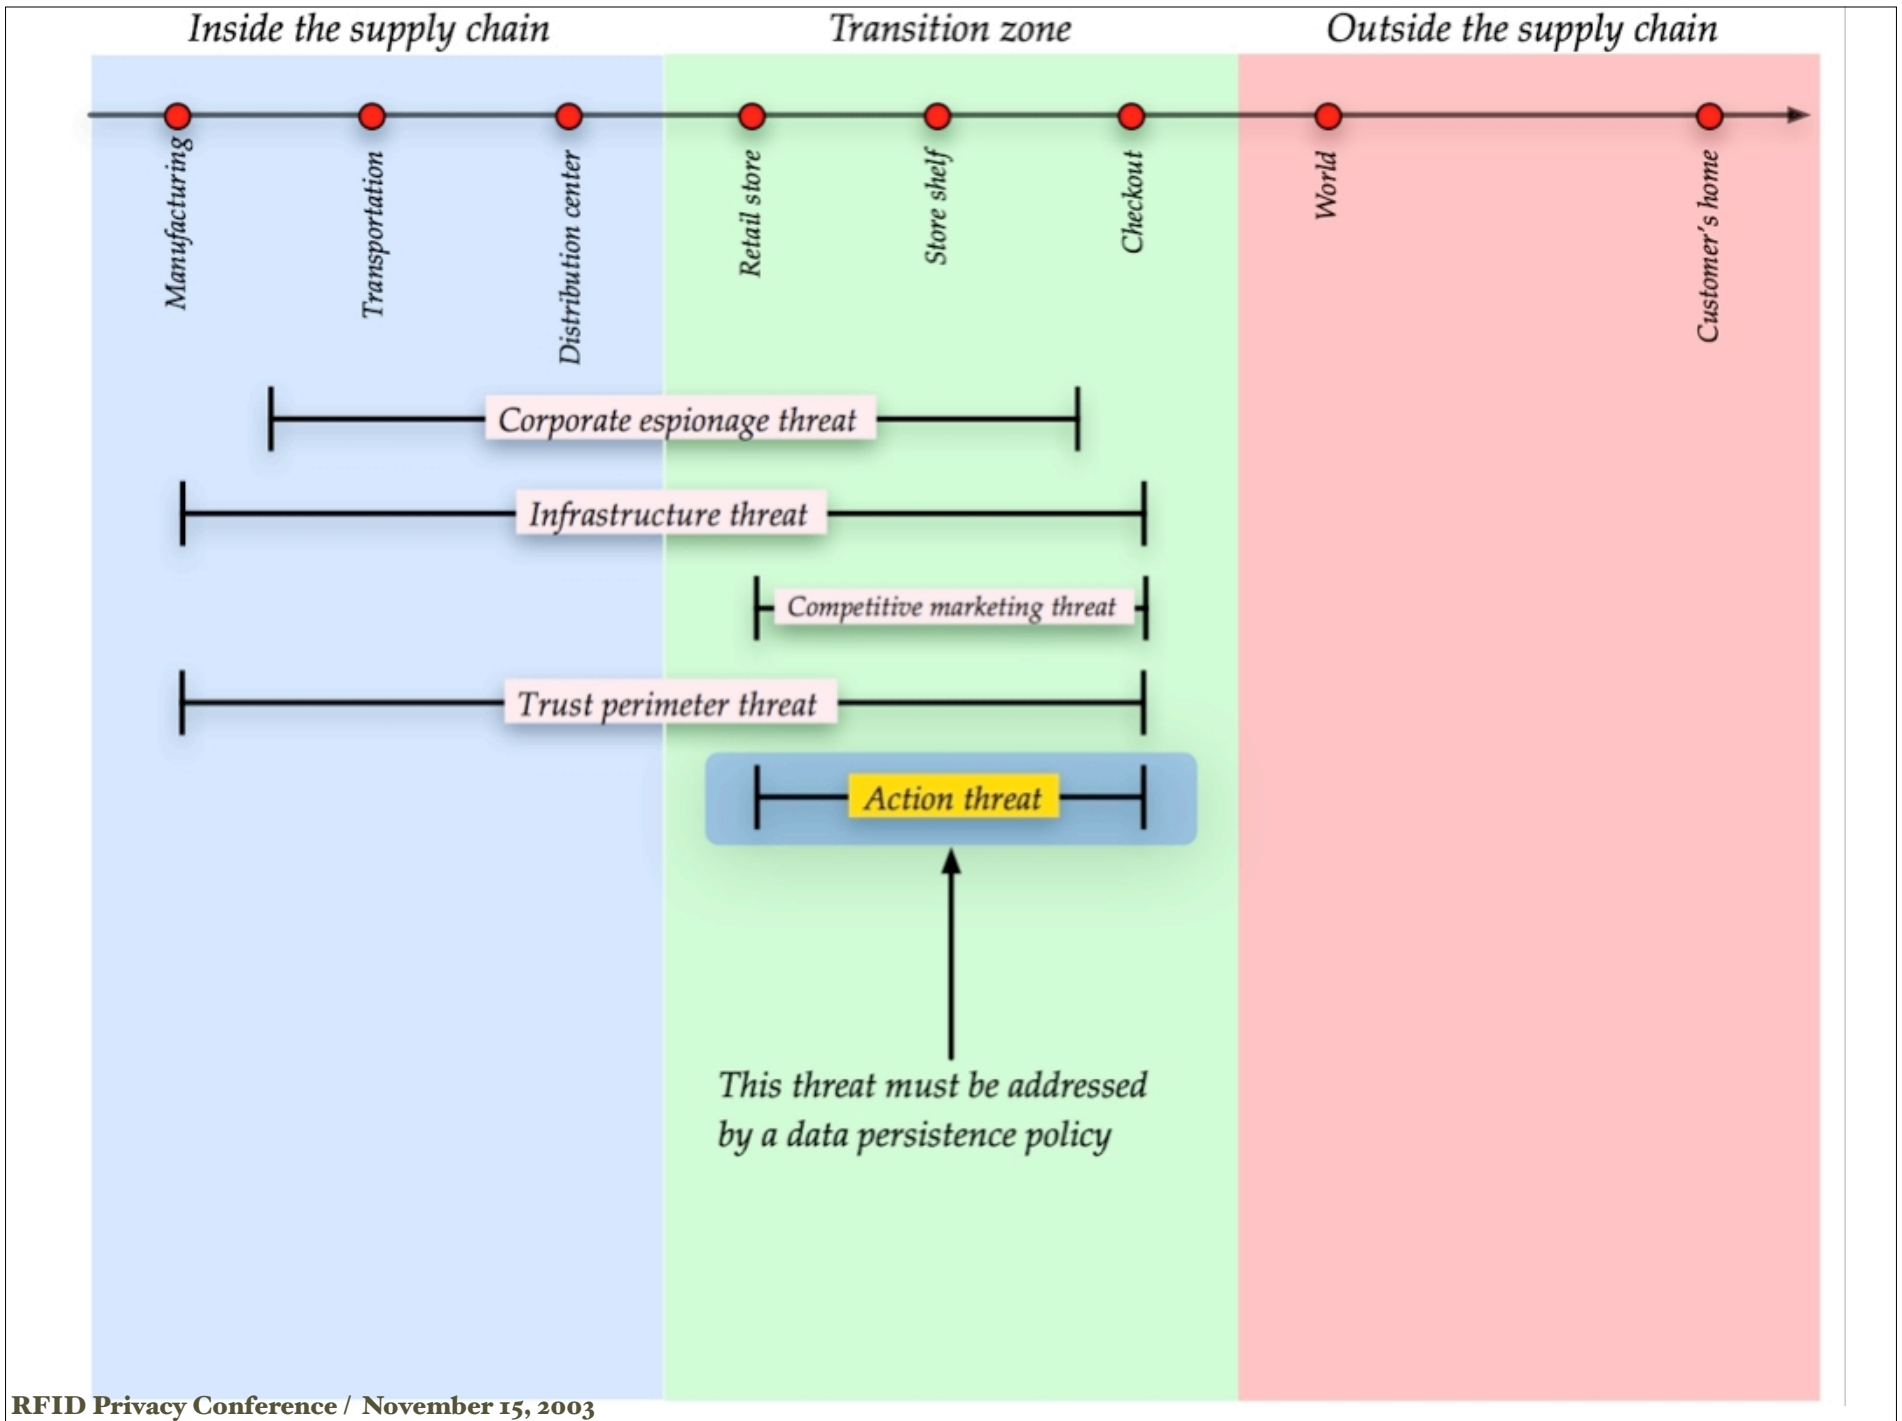 Inside the supply chain
Transition zone
Outside the supply chain
Manufacturing
Transportation
Distribution center
Retail store
Store shelf
Checkout
World
Customer's home
Corporate espionage threat
Infrastructure threat
Competitive marketing threat
Trust perimeter threat
Action threat
This threat must be addressed
by a data persistence policy
RFID Privacy Conference / November 15, 2003